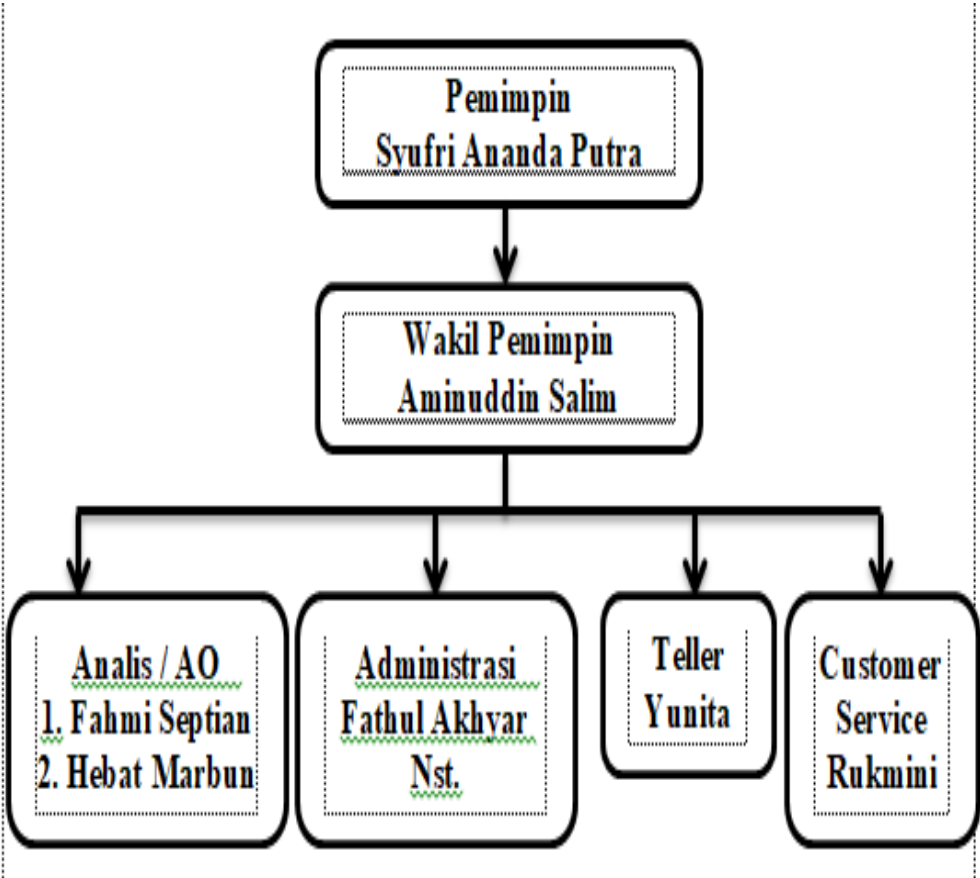 Pemimpin
Syufri Ananda Putra
Wakil Pemimpin
Aminuddin Salim
Analis / AO
1. Fahmi Septian
2. Hebat Marbun
Administrasi
Fathul Akhyar
Nst.
Teller
Yunita
Customer
Service
Rukmini